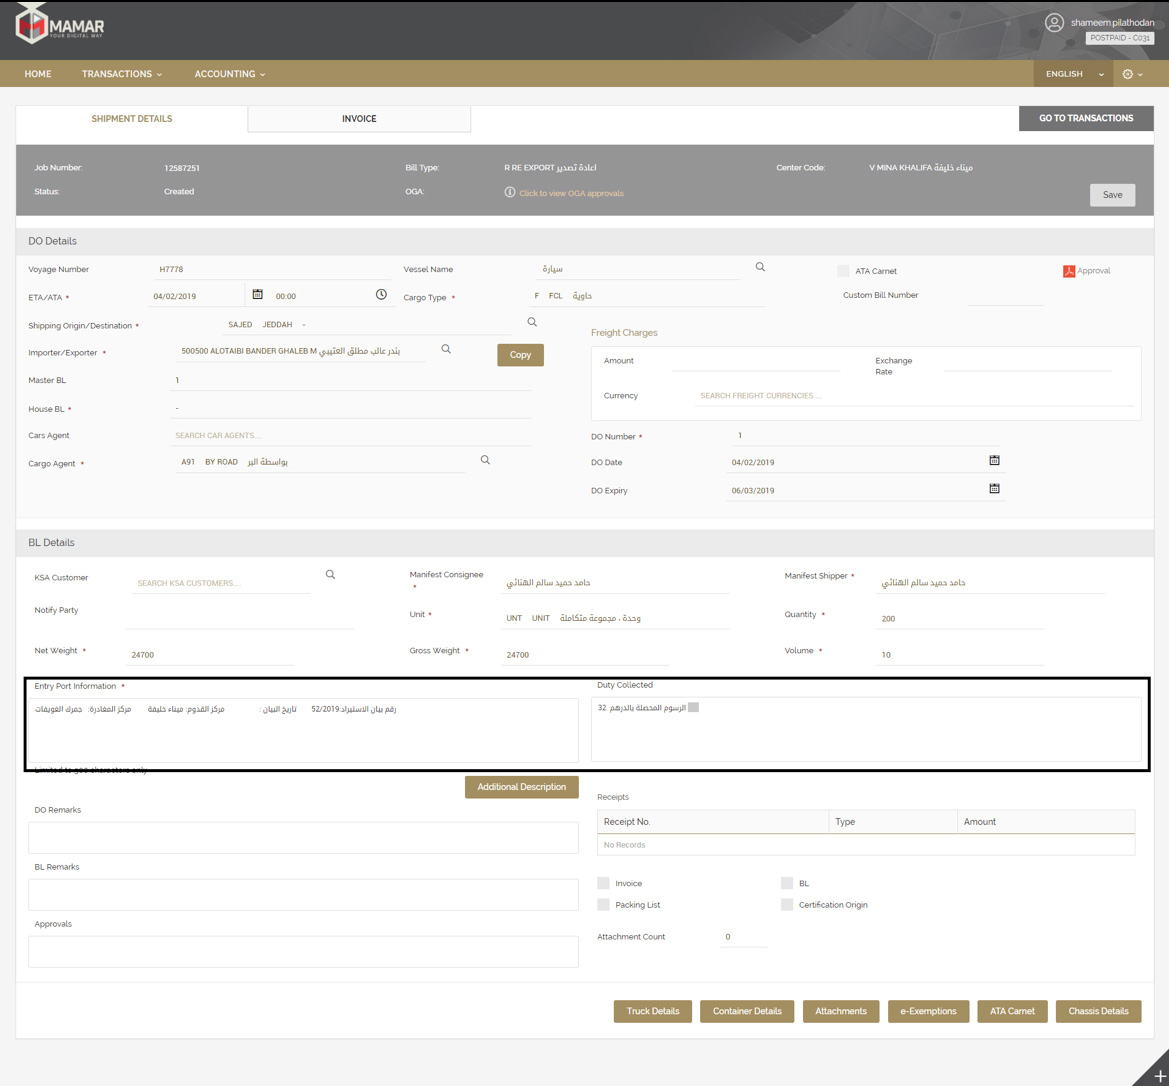 MAMAR
YOUR DIGITAL WAY
shameem.pilathodan
POSTPAID - C031
HOME TRANSACTIONS ACCOUNTING ENGLISH
SHIPMENT DETAILS INVOICE GO TO TRANSACTIONS
Job Number: 12587251 Bill Type: R RE EXPORT اعادة تصدير Center Code: V MINA KHALIFA ميناء خليفة
Status: Created OGA: Click to view OGA approvals
Save
DO Details
Voyage Number H7778 Vessel Name سيارة ATA Carnet Approval
ETA/ATA * 04/02/2019 00:00 Cargo Type * F FCL حاوية Custom Bill Number
Shipping Origin/Destination * SAJED JEDDAH -
Freight Charges
Importer/Exporter * 500500 ALOTAIBI BANDER GHALEB M بندر غالب مطلق العتيبي Copy
Amount Exchange Rate
Master BL 1
Currency SEARCH FREIGHT CURRENCIES....
House BL * -
Cars Agent SEARCH CAR AGENTS....
DO Number * 1
Cargo Agent * A91 BY ROAD بواسطة البر
DO Date 04/02/2019
DO Expiry 06/03/2019
BL Details
KSA Customer SEARCH KSA CUSTOMERS.... Manifest Consignee * حامد حميد سالم الهنائي Manifest Shipper * حامد حميد سالم الهنائي
Notify Party Unit * UNT UNIT وحدة ، مجموعة متكاملة Quantity * 200
Net Weight * 24700 Gross Weight * 24700 Volume * 10
Entry Port Information * Duty Collected
رقم بيان الاستيراد:52/2019 تاريخ البيان : مركز القدوم: ميناء خليفة مركز المغادرة: جمرك الغويفات
الرسوم المحصلة بالدرهم 32
Limited to 300 characters only
Additional Description
DO Remarks
Receipts
Receipt No. Type Amount
No Records
BL Remarks
Invoice BL
Packing List Certification Origin
Approvals
Attachment Count 0
Truck Details Container Details Attachments e-Exemptions ATA Carnet Chassis Details